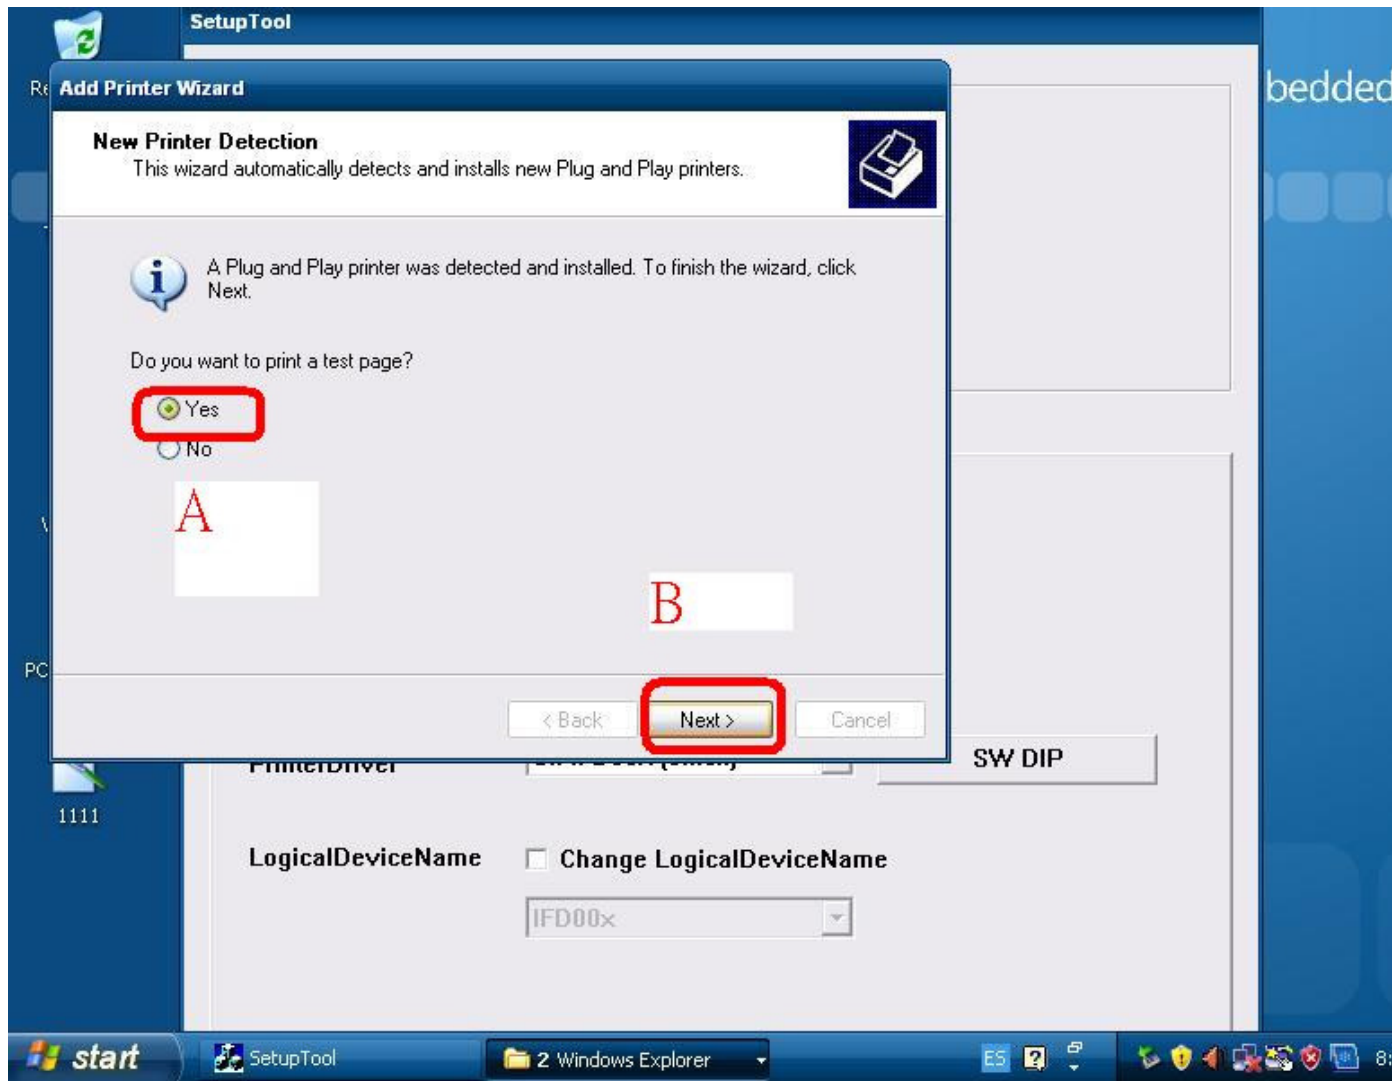 SetupTool
Add Printer Wizard
bedded
New Printer Detection
This wizard automatically detects and installs new Plug and Play printers.
A Plug and Play printer was detected and installed. To finish the wizard, click
Next.
Do you want to print a test page?
Yes
No
A
B
PC
< Back
Next >
Cancel
PrinterDriver
SW DIP
1111
LogicalDeviceName
Change LogicalDeviceName
IFD00x
start
SetupTool
2 Windows Explorer
ES
8: